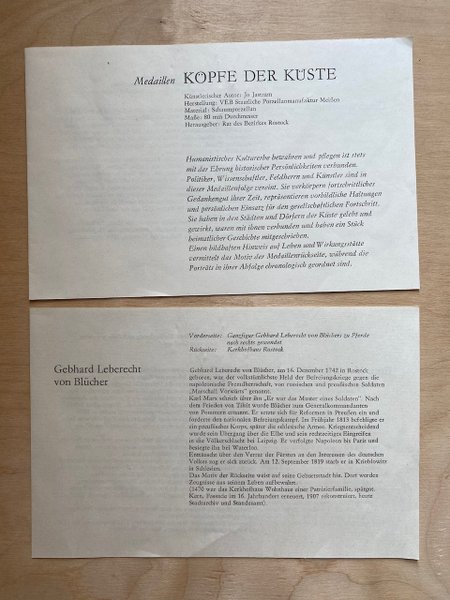 Medaillen KÖPFE DER KÜSTE
Künstlerischer Autor: Jo Jastram
Herstellung: VEB Staatliche Porzellanmanufaktur Meißen
Material: Schaumporzellan
Maße: 80 mm Durchmesser
Herausgeber: Rat des Bezirkes Rostock
Humanistisches Kulturerbe bewahren und pflegen ist stets
mit der Ehrung historischer Persönlichkeiten verbunden.
Politiker, Wissenschaftler, Feldherrn und Künstler sind in
dieser Medaillenfolge vereint. Sie verkörpern fortschrittliches
Gedankengut ihrer Zeit, repräsentieren vorbildliche Haltungen
und persönlichen Einsatz für den gesellschaftlichen Fortschritt.
Sie haben in den Städten und Dörfern der Küste gelebt und
gewirkt, waren mit ihnen verbunden und haben ein Stück
heimatlicher Geschichte mitgeschrieben.
Einen bildhaften Hinweis auf Leben und Wirkungsstätte
vermittelt das Motiv der Medaillenrückseite, während die
Porträts in ihrer Abfolge chronologisch geordnet sind.
Vorderseite: Ganzfigur Gebhard Leberecht von Blüchers zu Pferde
nach rechts gewendet
Rückseite: Kerkhofhaus Rostock
Gebhard Leberecht
von Blücher
Gebhard Leberecht von Blücher, am 16. Dezember 1742 in Rostock
geboren, war der volkstümlichste Held der Befreiungskriege gegen die
napoleonische Fremdherrschaft, von russischen und preußischen Soldaten
„Marschall Vorwärts" genannt.
Karl Marx schrieb über ihn „Er war das Muster eines Soldaten". Nach
dem Frieden von Tilsit wurde Blücher zum Generalkommandanten
von Pommern ernannt. Er setzte sich für Reformen in Preußen ein und
forderte den nationalen Befreiungskampf. Im Frühjahr 1813 befehligte er
ein preußisches Korps, später die schlesische Armee. Kriegsentscheidend
wurde sein Übergang über die Elbe und sein rechtzeitiges Eingreifen
in die Völkerschlacht bei Leipzig. Er verfolgte Napoleon bis Paris und
besiegte ihn bei Waterloo.
Enttäuscht über den Verrat der Fürsten an den Interessen des deutschen
Volkes zog er sich zurück. Am 12. September 1819 starb er in Krieblowitz
in Schlesien.
Das Motiv der Rückseite weist auf seine Geburtsstadt hin. Dort werden
Zeugnisse aus seinem Leben aufbewahrt.
(1470 war das Kerkhofhaus Wohnhaus einer Patrizierfamilie, spätgot.
Kern, Fassade im 16. Jahrhundert erneuert, 1907 rekonstruiert, heute
Stadtarchiv und Standesamt).